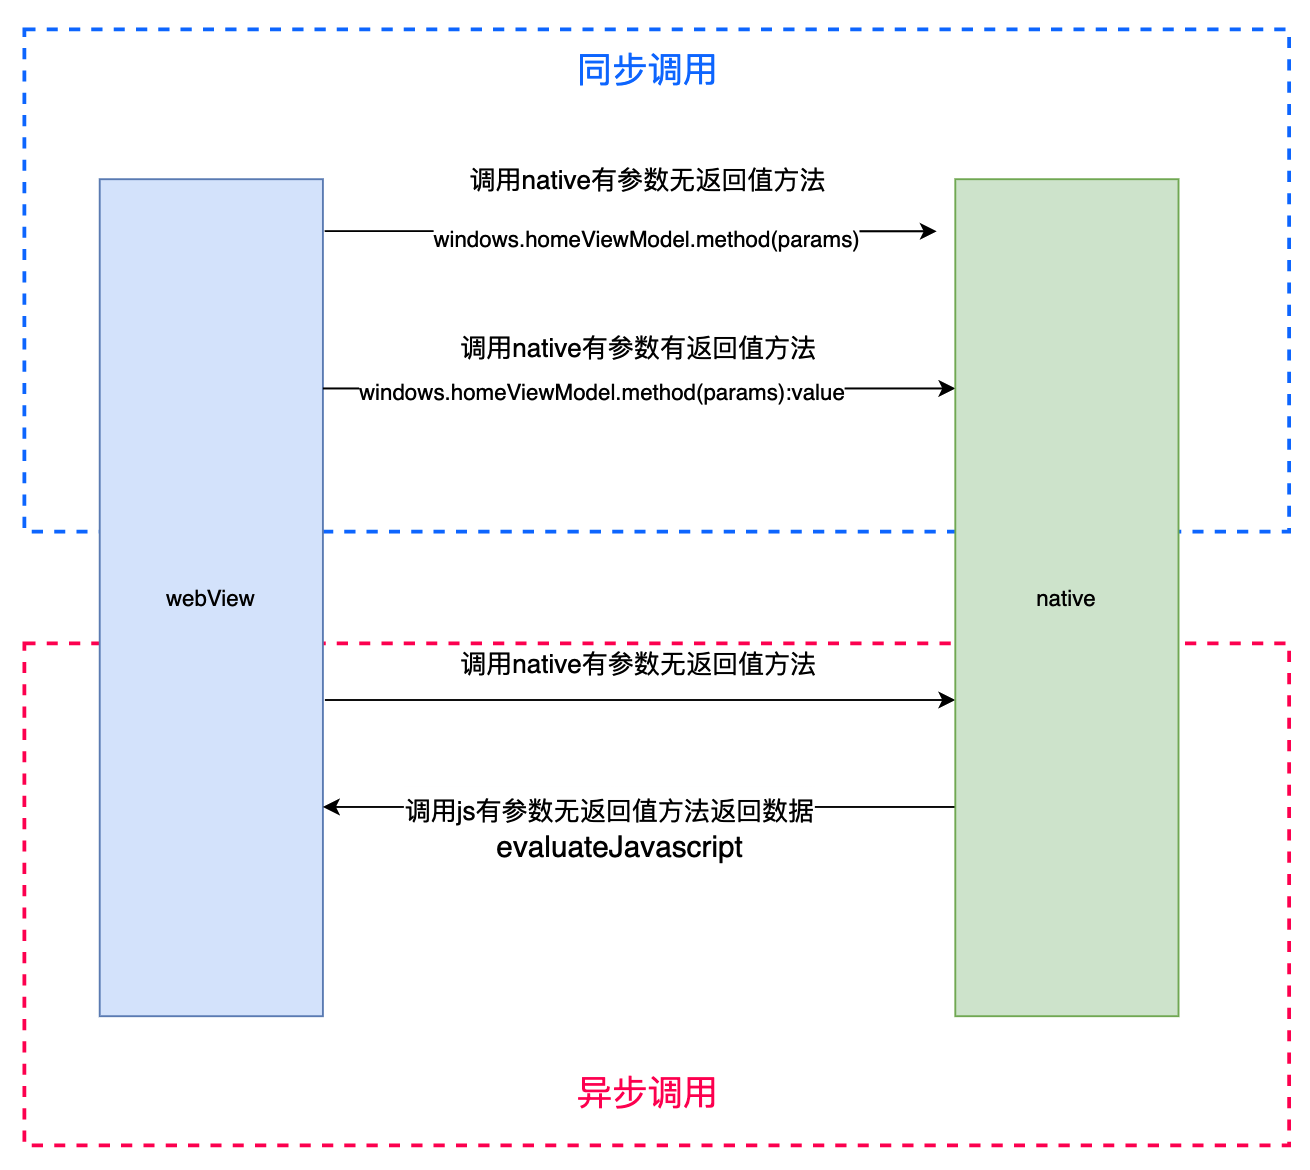 同步调用
调用native有参数无返回值方法
windows.homeViewModel.method(params)
调用native有参数有返回值方法
windows.homeViewModel.method(params):value
webView
native
调用native有参数无返回值方法
调用js有参数无返回值方法返回数据
evaluateJavascript
异步调用